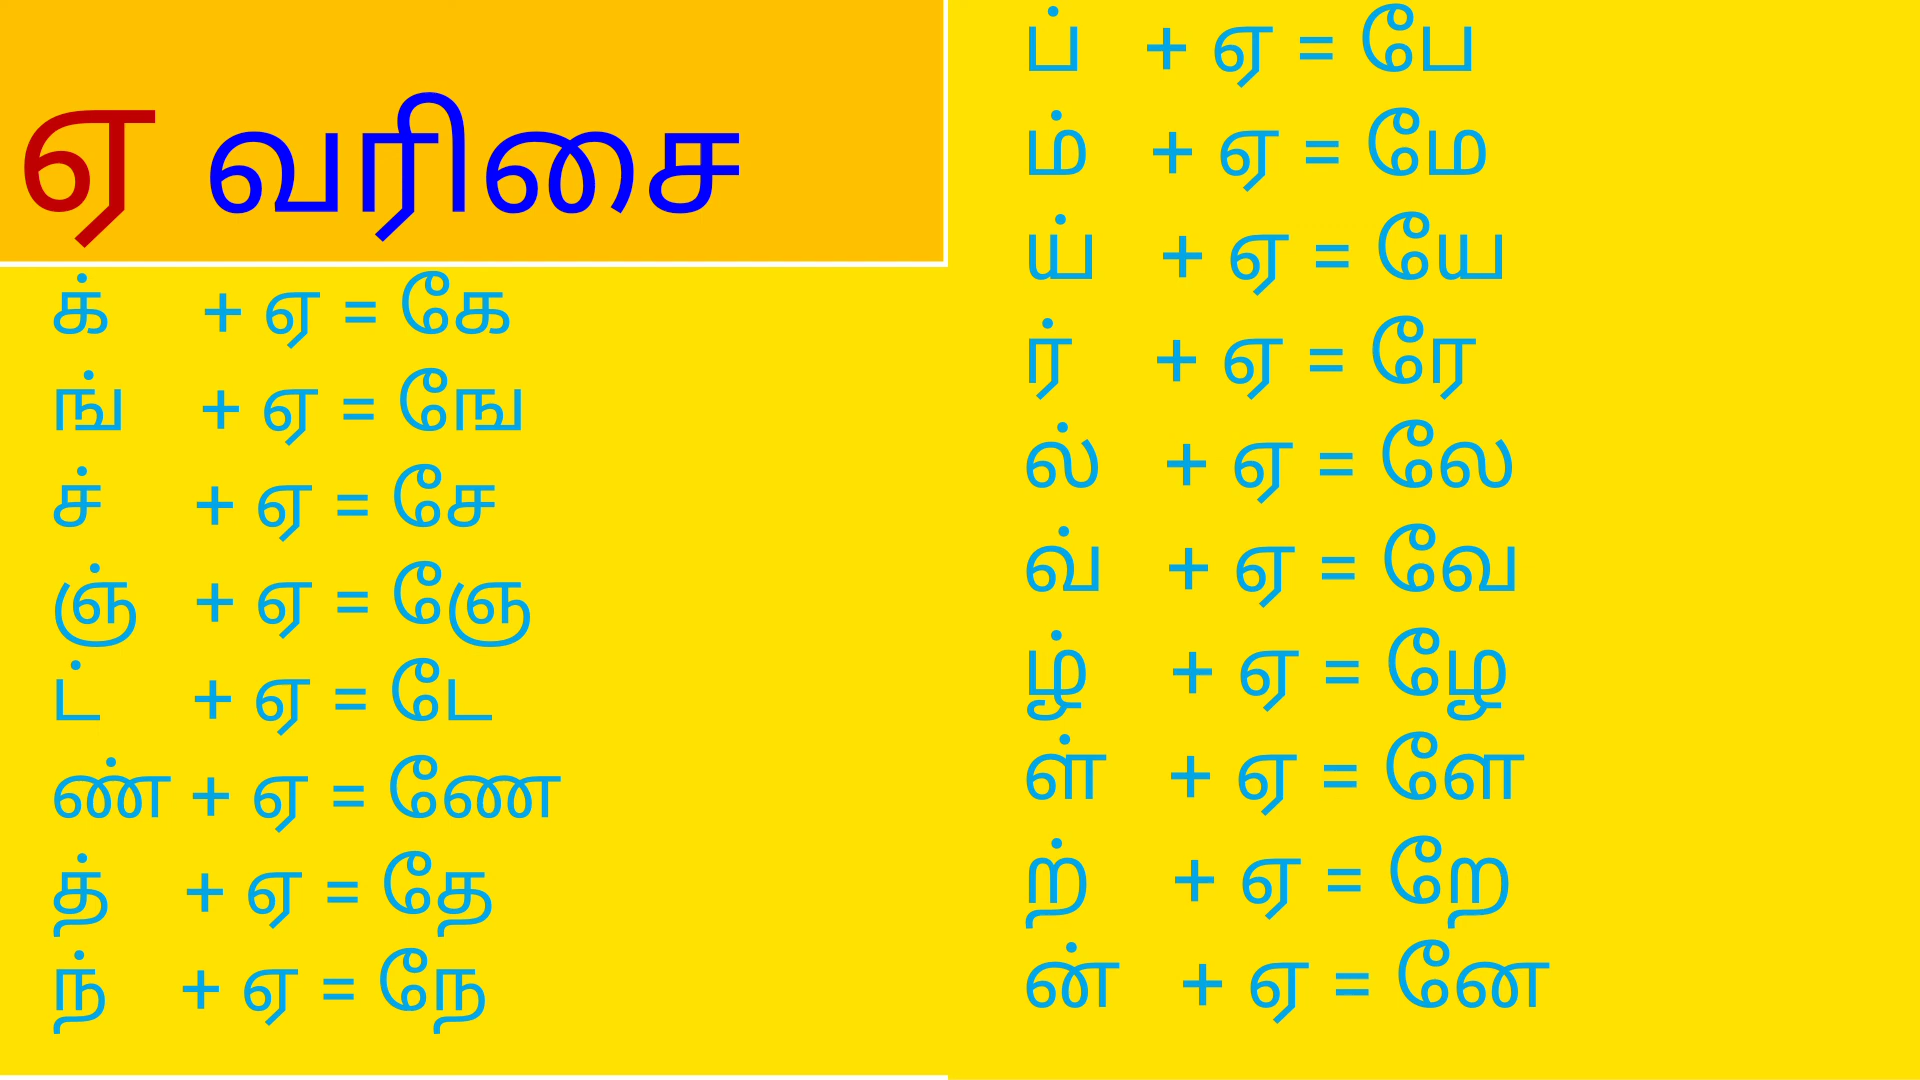 ஏ வரிசை
க் + ஏ = கே
ங் + ஏ = ஙே
ச் + ஏ = சே
ஞ் + ஏ = ஞே
ட் + ஏ = டே
ண் + ஏ = ணே
த் + ஏ = தே
ந் + ஏ = நே
ப் + ஏ = பே
ம் + ஏ = மே
ய் + ஏ = யே
ர் + ஏ = ரே
ல் + ஏ = லே
வ் + ஏ = வே
ழ் + ஏ = ழே
ள் + ஏ = ளே
ற் + ஏ = றே
ன் + ஏ = னே